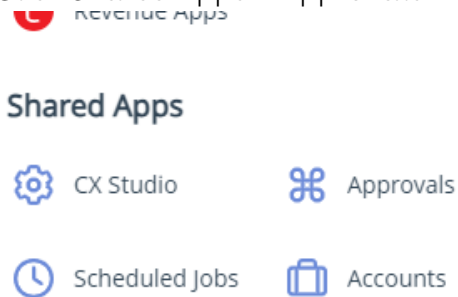 Revenue Apps
Shared Apps
CX Studio
Approvals
Scheduled Jobs
Accounts